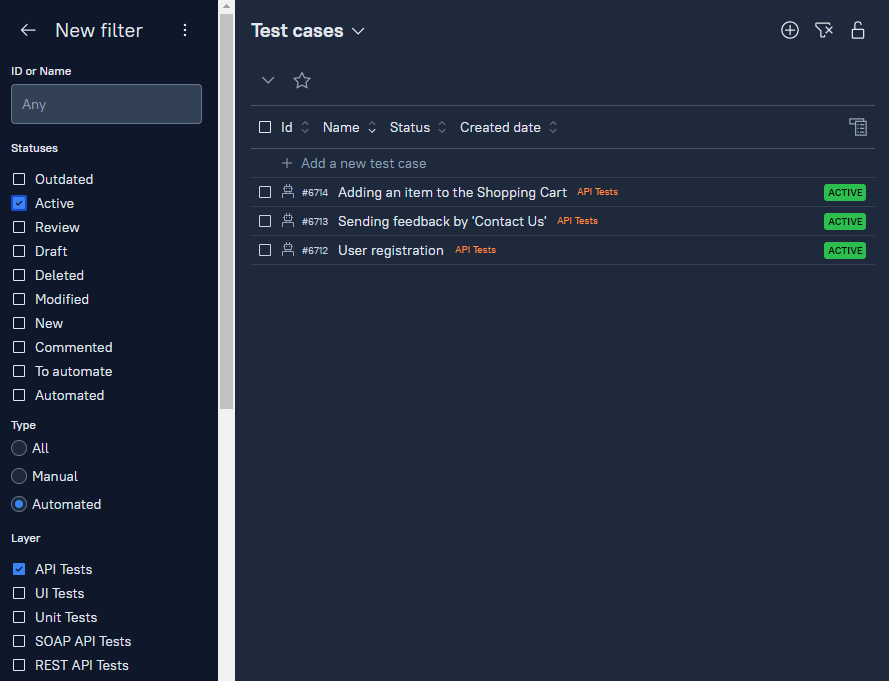 New filter
ID or Name
Any
Statuses
Outdated
Active
Review
Draft
Deleted
Modified
New
Commented
To automate
Automated
Type
All
Manual
Automated
Layer
API Tests
UI Tests
Unit Tests
SOAP API Tests
REST API Tests
Test cases
Id Name Status Created date
+ Add a new test case
#6714 Adding an item to the Shopping Cart API Tests ACTIVE
#6713 Sending feedback by 'Contact Us' API Tests ACTIVE
#6712 User registration API Tests ACTIVE